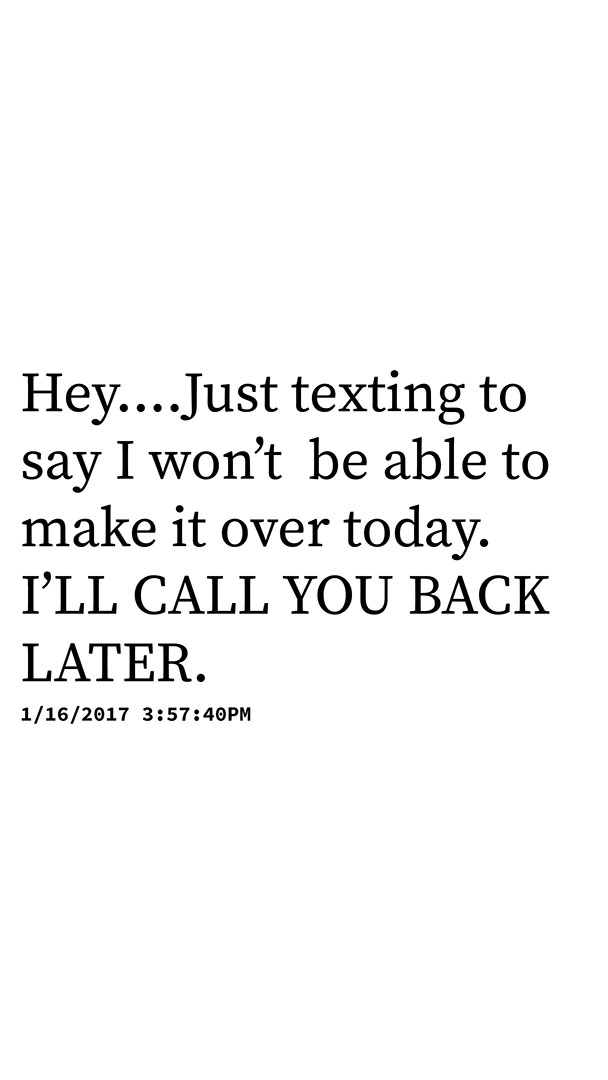 Hey....Just texting to
say I won’t  be able to
make it over today.
I’LL CALL YOU BACK
LATER.
1/16/2017 3:57:40PM